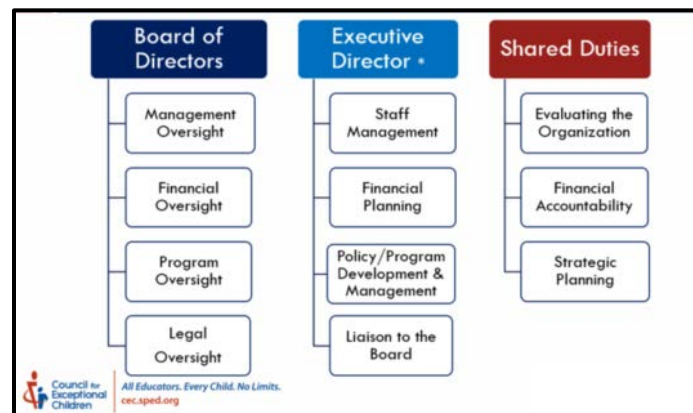 Board of
Directors
Management
Oversight
Financial
Oversight
Program
Oversight
Legal
Oversight
Executive
Director *
Staff
Management
Financial
Planning
Policy/Program
Development &
Management
Liaison to the
Board
Shared Duties
Evaluating the
Organization
Financial
Accountability
Strategic
Planning
Council for
Exceptional
Children
All Educators. Every Child. No Limits.
cec.sped.org